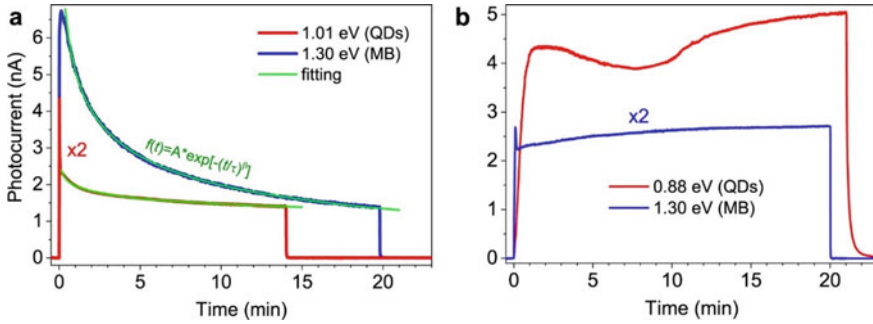 a
1.01 eV (QDs)
1.30 eV (MB)
fitting
x2
f(t)=A*exp[-(t/τ)^β]
Photocurrent (nA)
6
5
4
3
2
1
0
0
5
10
15
20
Time (min)
b
x2
0.88 eV (QDs)
1.30 eV (MB)
5
4
3
2
1
0
0
5
10
15
20
Time (min)